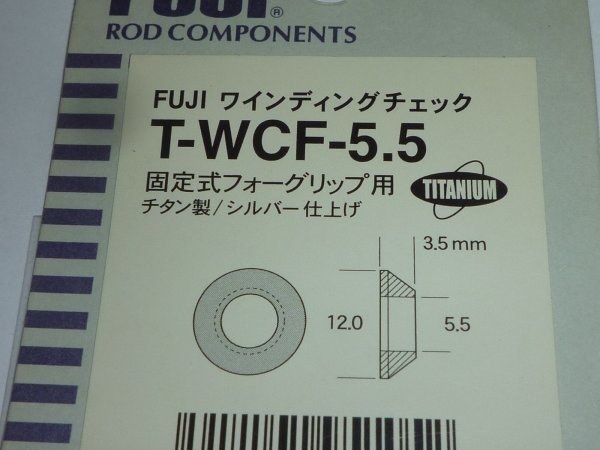 FUJI®
ROD COMPONENTS
FUJI ワインディングチェック
T-WCF-5.5
固定式フォーグリップ用
TITANIUM
チタン製/シルバー仕上げ
3.5mm
12.0
5.5